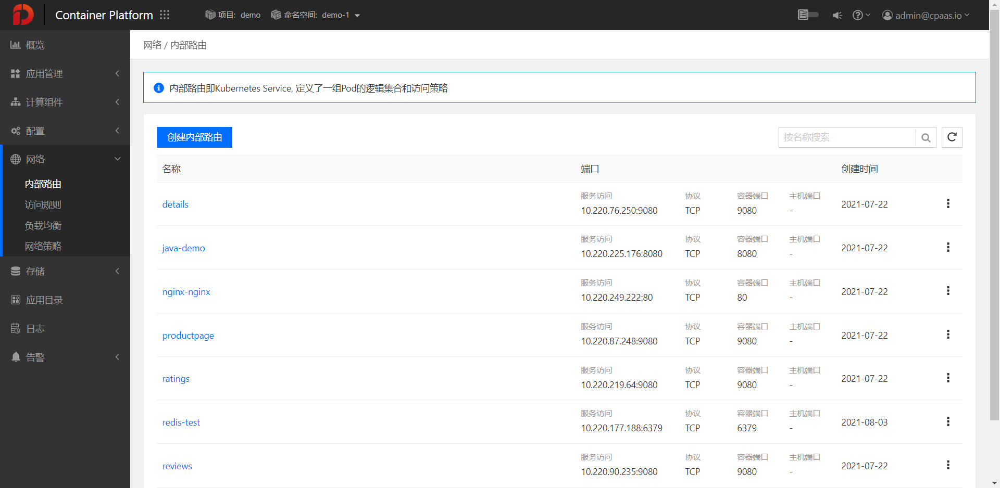 Container Platform
项目: demo
命名空间: demo-1
admin@cpaas.io
概览
应用管理
计算组件
配置
网络
内部路由
访问规则
负载均衡
网络策略
存储
应用目录
日志
告警
网络 / 内部路由
内部路由即Kubernetes Service, 定义了一组Pod的逻辑集合和访问策略
创建内部路由
按名称搜索
名称 端口 创建时间
服务访问 协议 容器端口 主机端口
details 10.220.76.250:9080 TCP 9080 - 2021-07-22
服务访问 协议 容器端口 主机端口
java-demo 10.220.225.176:8080 TCP 8080 - 2021-07-22
服务访问 协议 容器端口 主机端口
nginx-nginx 10.220.249.222:80 TCP 80 - 2021-07-22
服务访问 协议 容器端口 主机端口
productpage 10.220.87.248:9080 TCP 9080 - 2021-07-22
服务访问 协议 容器端口 主机端口
ratings 10.220.219.64:9080 TCP 9080 - 2021-07-22
服务访问 协议 容器端口 主机端口
redis-test 10.220.177.188:6379 TCP 6379 - 2021-08-03
服务访问 协议 容器端口 主机端口
reviews 10.220.90.235:9080 TCP 9080 - 2021-07-22